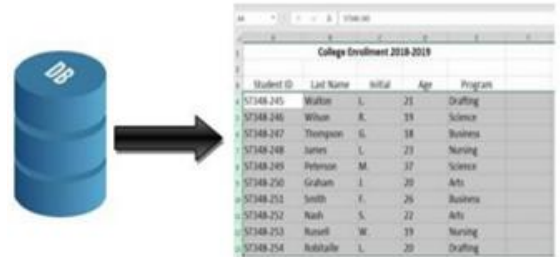 DB
College Enrollment 2018-2019
Student ID Last Name Initial Age Program
ST348-245 Walton L. 21 Drafting
ST348-246 Wilson R. 19 Science
ST348-247 Thompson G. 18 Business
ST348-248 James L. 23 Nursing
ST348-249 Peterson M. 37 Science
ST348-250 Graham J. 20 Arts
ST348-251 Smith F. 26 Business
ST348-252 Nash S. 22 Arts
ST348-253 Russell W. 19 Nursing
ST348-254 Robitaille L. 20 Drafting